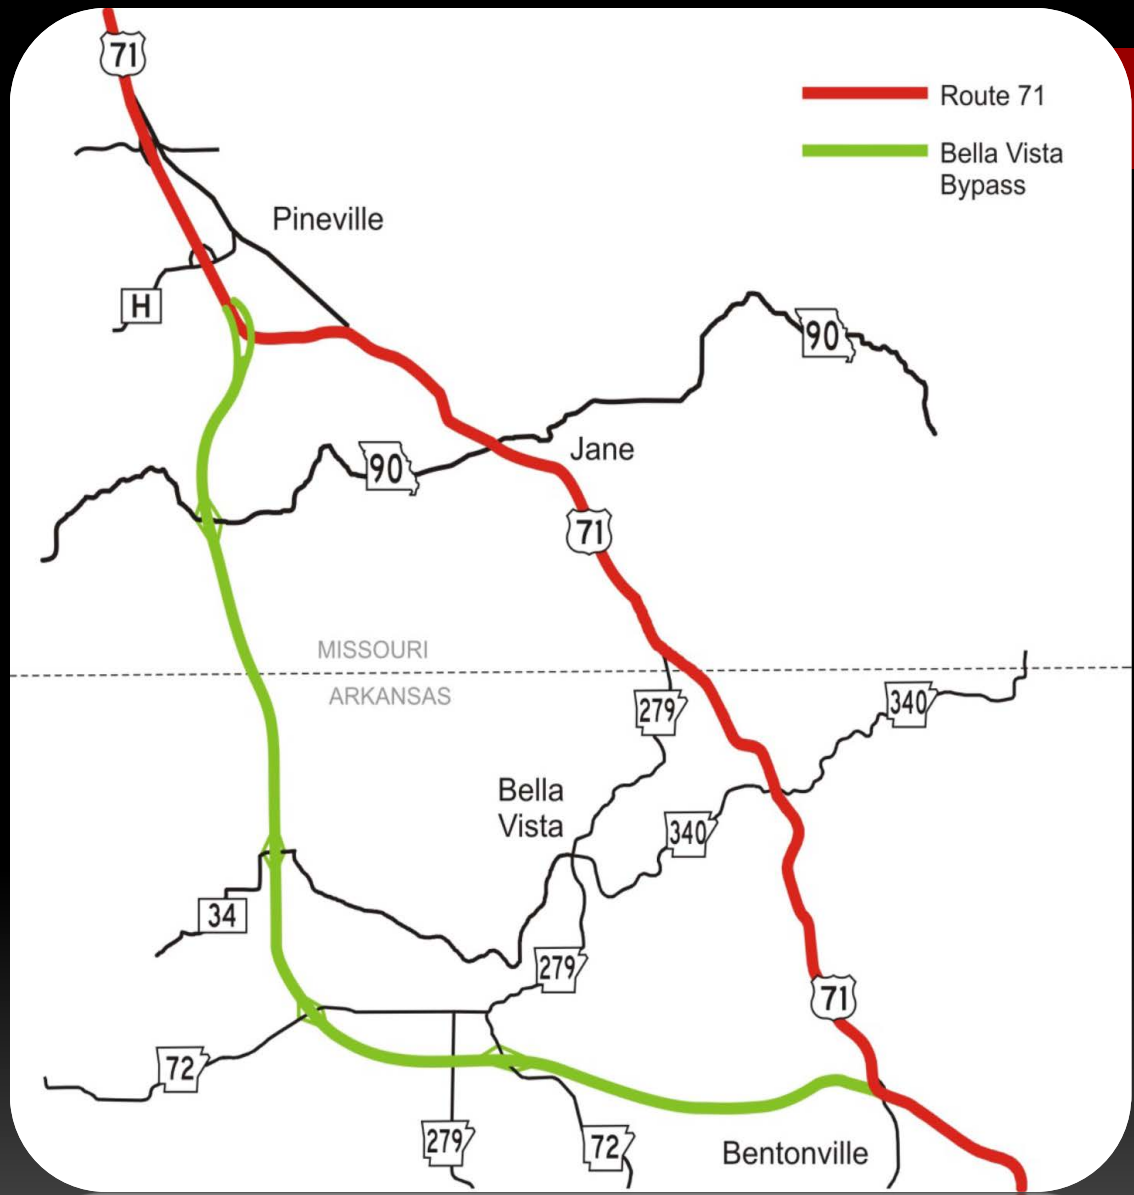 71
Route 71
Bella Vista
Bypass
Pineville
H
90
Jane
90
71
MISSOURI
ARKANSAS
279
340
Bella
Vista
340
34
279
71
72
279
72
Bentonville